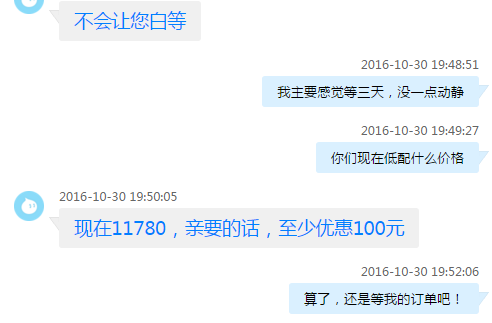 不会让您白等
2016-10-30 19:48:51
我主要感觉等三天，没一点动静
2016-10-30 19:49:27
你们现在低配什么价格
2016-10-30 19:50:05
现在11780，亲要的话，至少优惠100元
2016-10-30 19:52:06
算了，还是等我的订单吧！